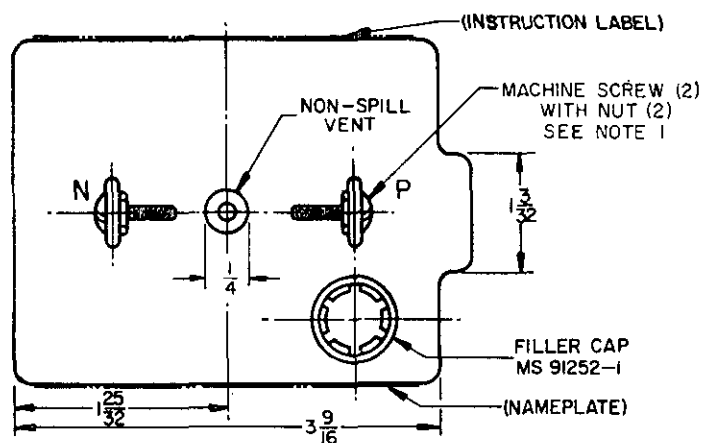 (INSTRUCTION LABEL)
MACHINE SCREW (2)
WITH NUT (2)
SEE NOTE 1
NON-SPILL
VENT
N
P
1 3/32
1/4
FILLER CAP
MS 91252-1
(NAMEPLATE)
1 25/32
3 9/16